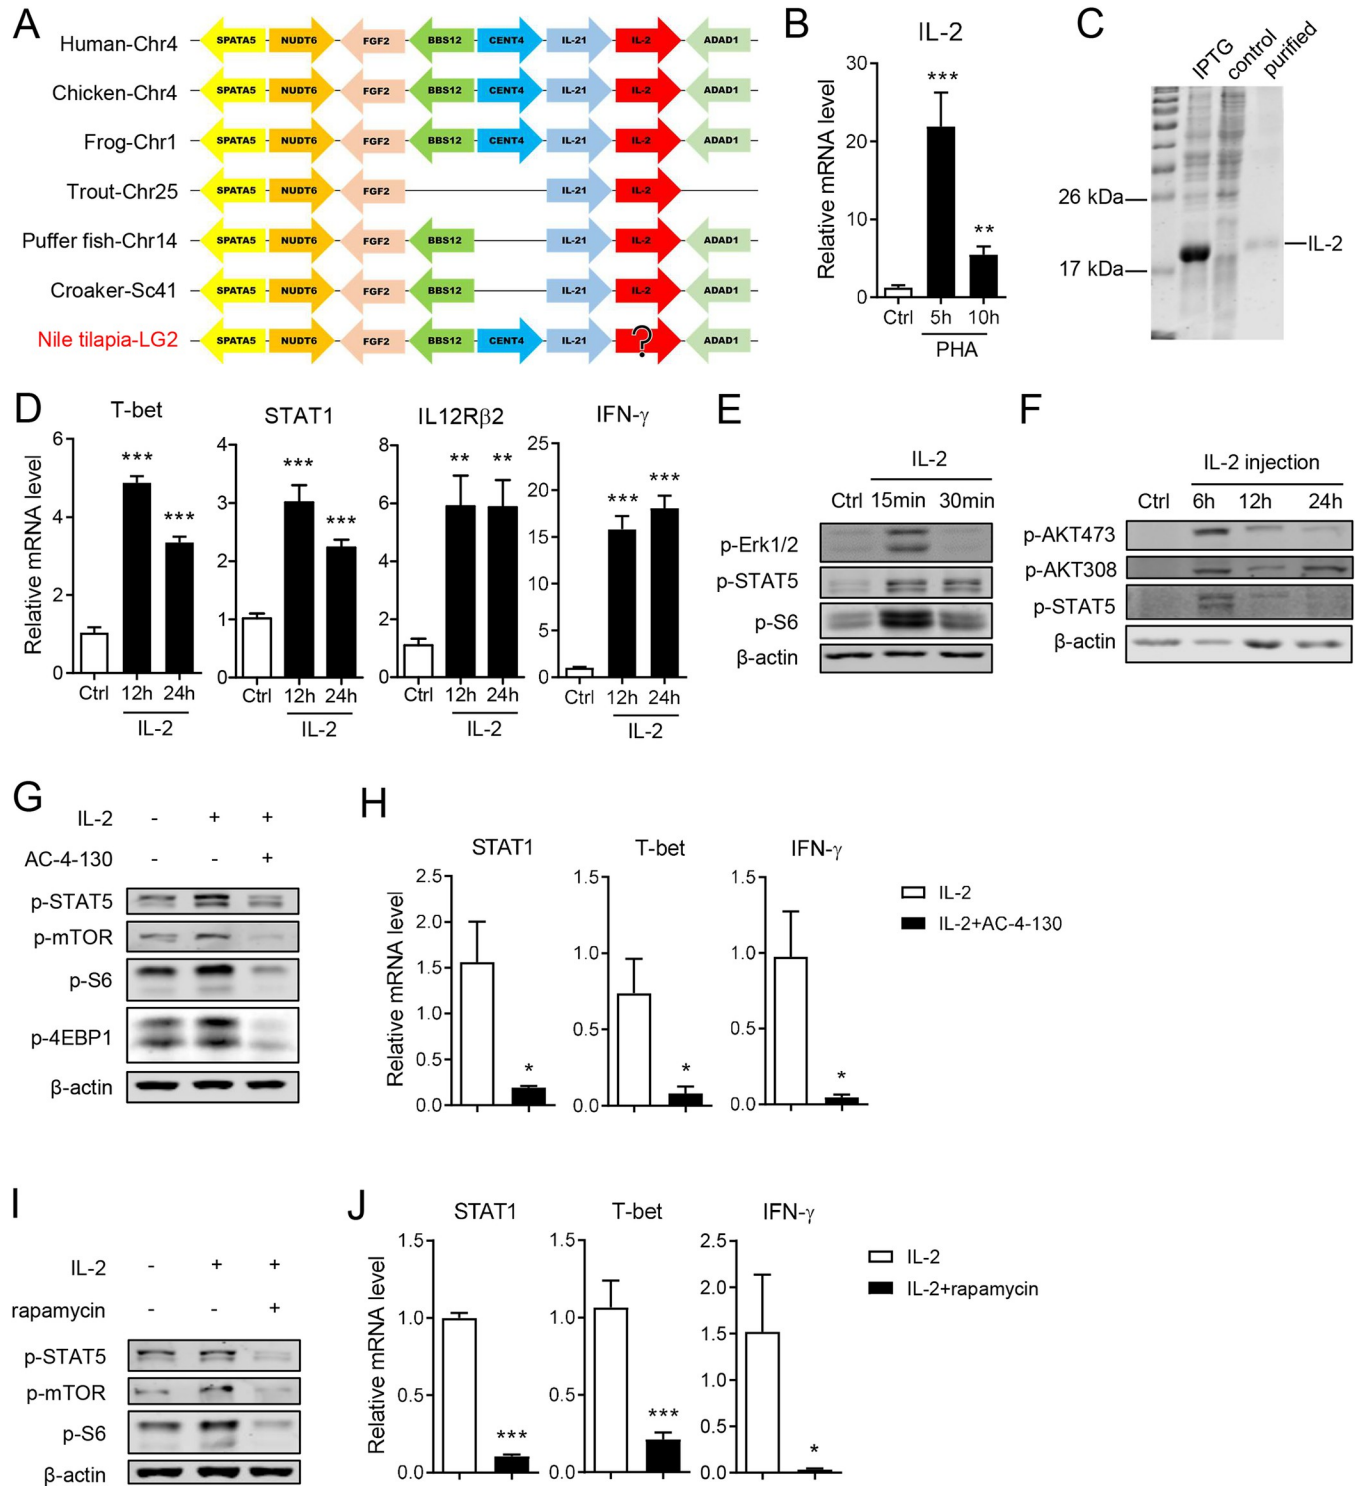 A
Human-Chr4 SPATA5 NUDT6 FGF2 BBS12 CENT4 IL-21 IL-2 ADAD1
Chicken-Chr4 SPATA5 NUDT6 FGF2 BBS12 CENT4 IL-21 IL-2 ADAD1
Frog-Chr1 SPATA5 NUDT6 FGF2 BBS12 CENT4 IL-21 IL-2 ADAD1
Trout-Chr25 SPATA5 NUDT6 FGF2 IL-21 IL-2
Puffer fish-Chr14 SPATA5 NUDT6 FGF2 BBS12 IL-21 IL-2 ADAD1
Croaker-Sc41 SPATA5 NUDT6 FGF2 BBS12 IL-21 IL-2 ADAD1
Nile tilapia-LG2 SPATA5 NUDT6 FGF2 BBS12 CENT4 IL-21 ? ADAD1
B
IL-2
Relative mRNA level
30
20
10
0
***
**
Ctrl 5h 10h
PHA
C
IPTG control purified
26 kDa
17 kDa
IL-2
D
T-bet
Relative mRNA level
6
4
2
0
***
***
Ctrl 12h 24h
IL-2
STAT1
4
3
2
1
0
***
***
Ctrl 12h 24h
IL-2
IL12Rβ2
8
6
4
2
0
** **
Ctrl 12h 24h
IL-2
IFN-γ
25
20
15
10
5
0
***
***
Ctrl 12h 24h
IL-2
E
IL-2
Ctrl 15min 30min
p-Erk1/2
p-STAT5
p-S6
β-actin
F
IL-2 injection
Ctrl 6h 12h 24h
p-AKT473
p-AKT308
p-STAT5
β-actin
G
IL-2 - + +
AC-4-130 - - +
p-STAT5
p-mTOR
p-S6
p-4EBP1
β-actin
H
STAT1
Relative mRNA level
2.5
2.0
1.5
1.0
0.5
0.0
*
T-bet
1.5
1.0
0.5
0.0
*
IFN-γ
1.5
1.0
0.5
0.0
*
IL-2
IL-2+AC-4-130
I
IL-2 - + +
rapamycin - - +
p-STAT5
p-mTOR
p-S6
β-actin
J
STAT1
Relative mRNA level
1.5
1.0
0.5
0.0
***
T-bet
1.5
1.0
0.5
0.0
***
IFN-γ
2.5
2.0
1.5
1.0
0.5
0.0
*
IL-2
IL-2+rapamycin